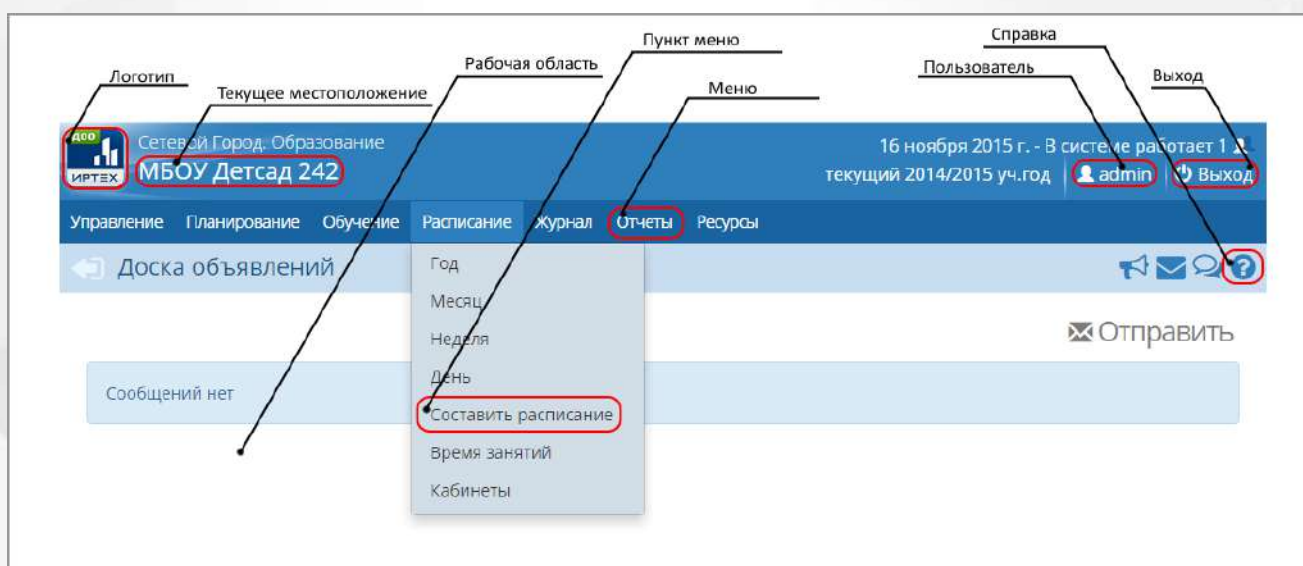 Пункт меню
Справка
Рабочая область
Пользователь
Логотип
Выход
Текущее местоположение
Меню
доо
ИРТЕХ
Сетевой Город. Образование
МБОУ Детсад 242
16 ноября 2015 г. - В системе работает 1
текущий 2014/2015 уч.год
admin
Выход
Управление Планирование Обучение Расписание Журнал Отчеты Ресурсы
Доска объявлений
Год
Месяц
Неделя
День
Составить расписание
Время занятий
Кабинеты
Отправить
Сообщений нет